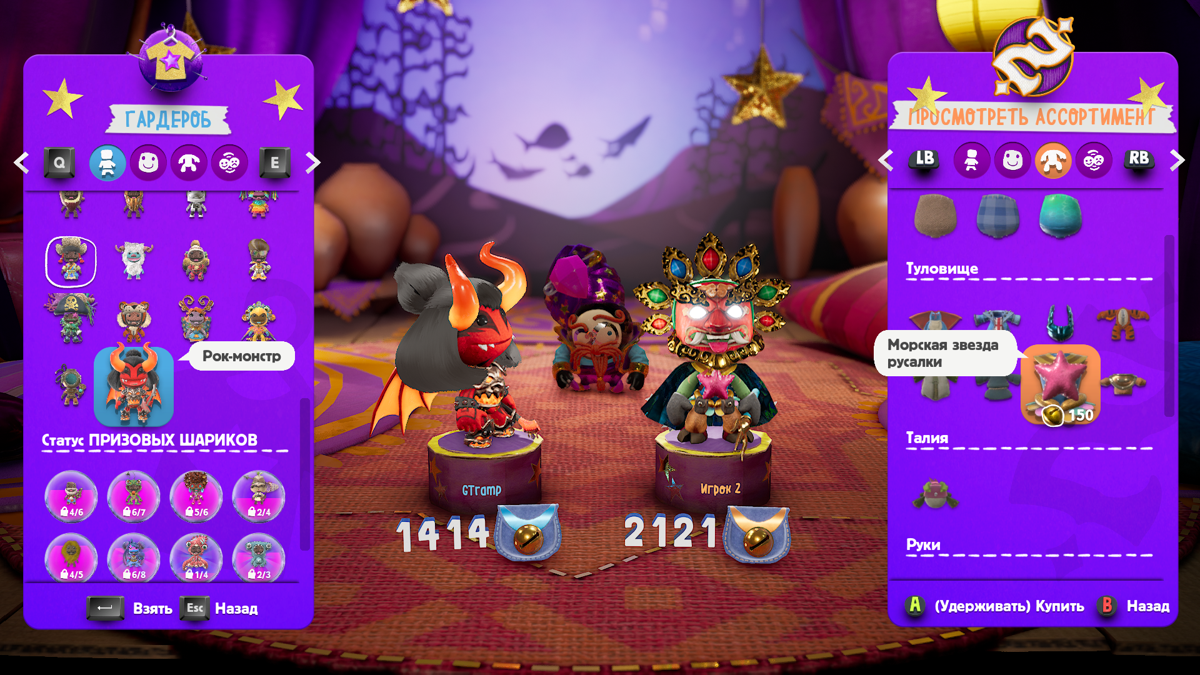 ГАРДЕРОБ
Q
E
Рок-монстр
Статус ПРИЗОВЫХ ШАРИКОВ
4/6
6/7
5/6
2/4
4/5
6/8
1/4
2/3
Взять
Esc
Назад
GTramp
1414
Игрок 2
2121
ПРОСМОТРЕТЬ АССОРТИМЕНТ
LB
RB
Туловище
Морская звезда
русалки
150
Талия
Руки
A
(Удерживать) Купить
B
Назад